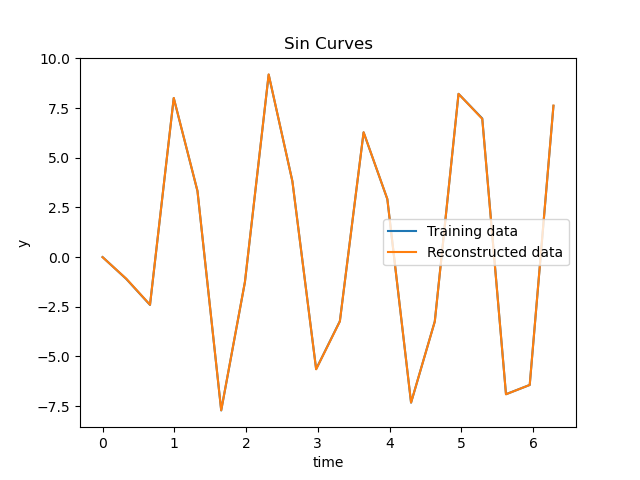 Sin Curves
10.0
7.5
5.0
2.5
0.0
−2.5
−5.0
−7.5
y
Training data
Reconstructed data
0 1 2 3 4 5 6
time